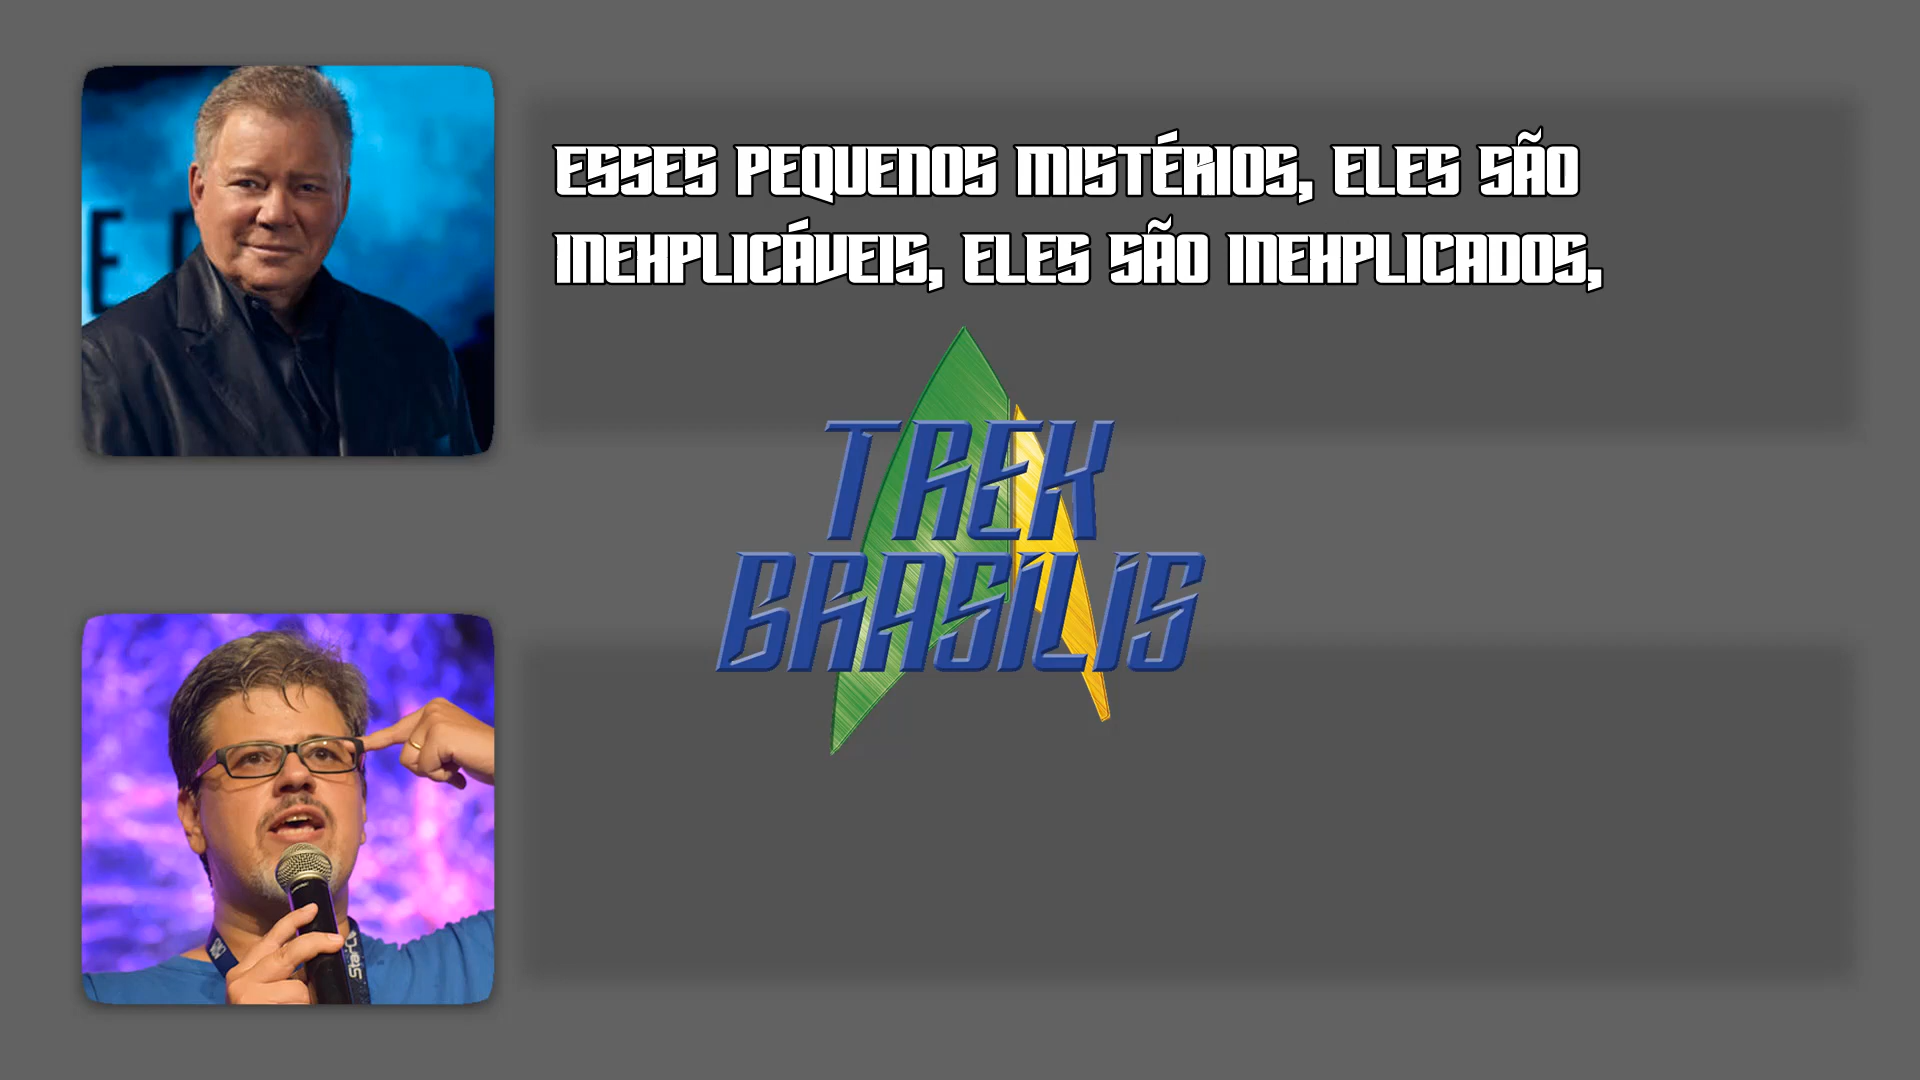 ESSES PEQUENOS MISTÉRIOS, ELES SÃO
INEXPLICÁVEIS, ELES SÃO INEXPLICADOS,
TREK
BRASILIS